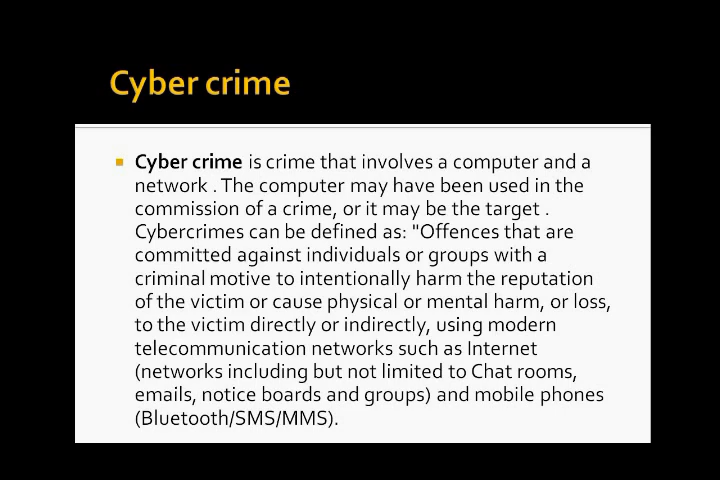 Cyber crime
Cyber crime is crime that involves a computer and a
network . The computer may have been used in the
commission of a crime, or it may be the target .
Cybercrimes can be defined as: "Offences that are
committed against individuals or groups with a
criminal motive to intentionally harm the reputation
of the victim or cause physical or mental harm, or loss,
to the victim directly or indirectly, using modern
telecommunication networks such as Internet
(networks including but not limited to Chat rooms,
emails, notice boards and groups) and mobile phones
(Bluetooth/SMS/MMS).